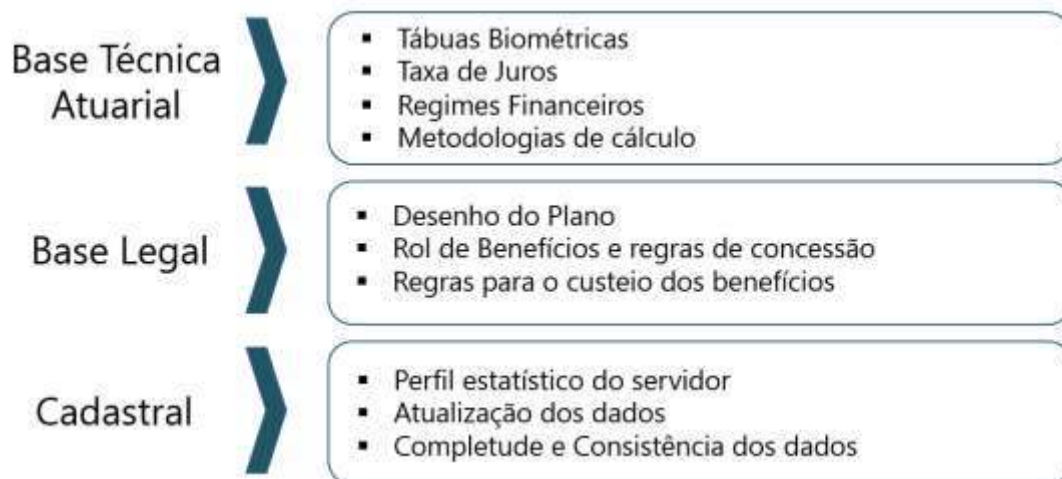 Base Técnica
Atuarial
▪ Tábuas Biométricas
▪ Taxa de Juros
▪ Regimes Financeiros
▪ Metodologias de cálculo
Base Legal
▪ Desenho do Plano
▪ Rol de Benefícios e regras de concessão
▪ Regras para o custeio dos benefícios
Cadastral
▪ Perfil estatístico do servidor
▪ Atualização dos dados
▪ Completude e Consistência dos dados